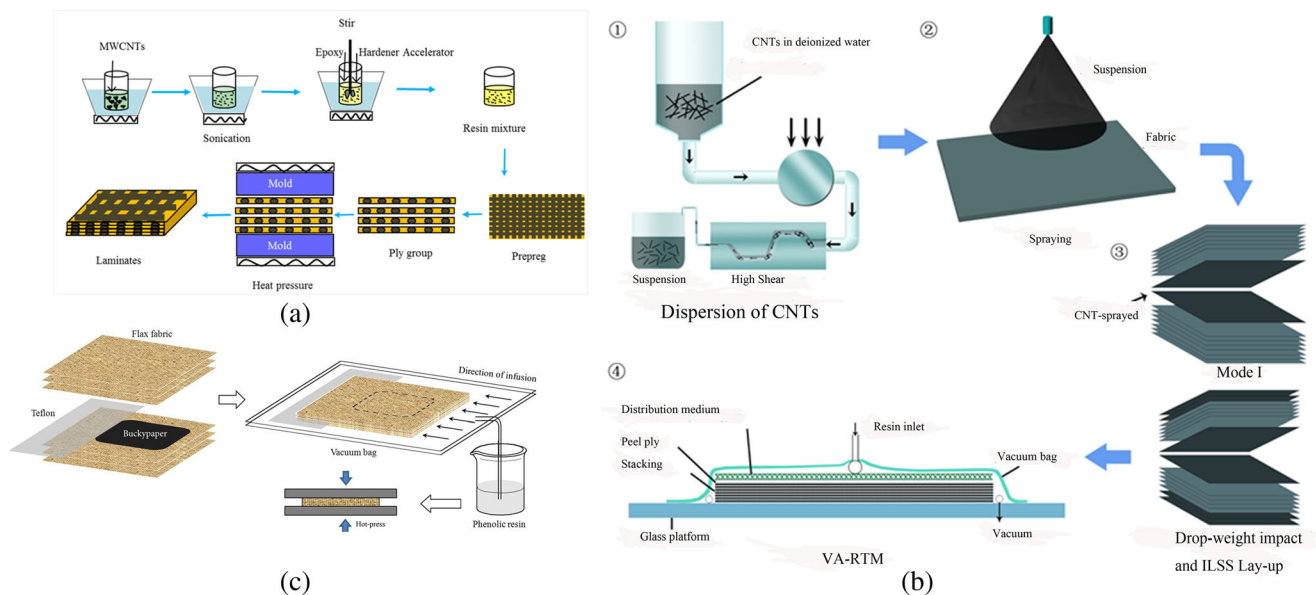 Stir
MWCNTs
Epoxy
Hardener Accelerator
Sonication
Resin mixture
Mold
Mold
Laminates
Heat pressure
Ply group
Prepreg
(a)
①
CNTs in deionized water
Suspension
High Shear
Dispersion of CNTs
②
Suspension
Fabric
Spraying
③
CNT-sprayed
Mode I
Drop-weight impact
and ILSS Lay-up
④
Distribution medium
Resin inlet
Peel ply
Stacking
Vacuum bag
Glass platform
Vacuum
VA-RTM
(b)
Flax fabric
Direction of infusion
Teflon
Buckypaper
Vacuum bag
Hot-press
Phenolic resin
(c)